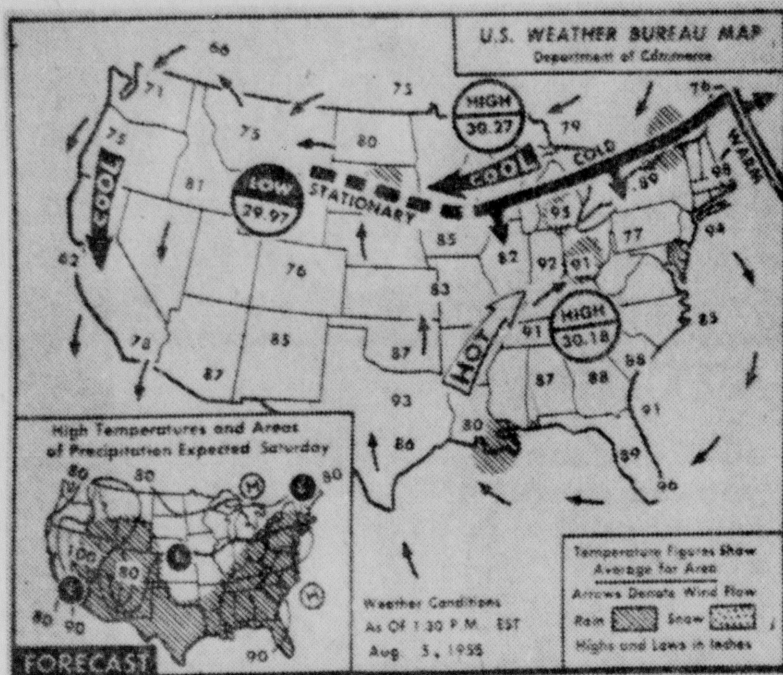 U.S. WEATHER BUREAU MAP
Department of Commerce
66
71
75
76
HIGH
30.27
79
75
75
80
COOL
COLD
WARN
COOL
81
LOW
29.97
STATIONARY
89
98
95
94
85
82
92
91
77
62
76
83
HIGH
30.18
85
78
85
87
HOT
91
88
87
93
87
88
91
80
86
89
96
High Temperatures and Areas
of Precipitation Expected Saturday
80
80
H
80
100
80
H
80
90
90
FORECAST
Weather Conditions
As Of 1:30 P.M. EST
Aug. 5, 1955
Temperature Figures Show
Average for Area
Arrows Denote Wind Flow
Rain Snow
Highs and Lows in Inches